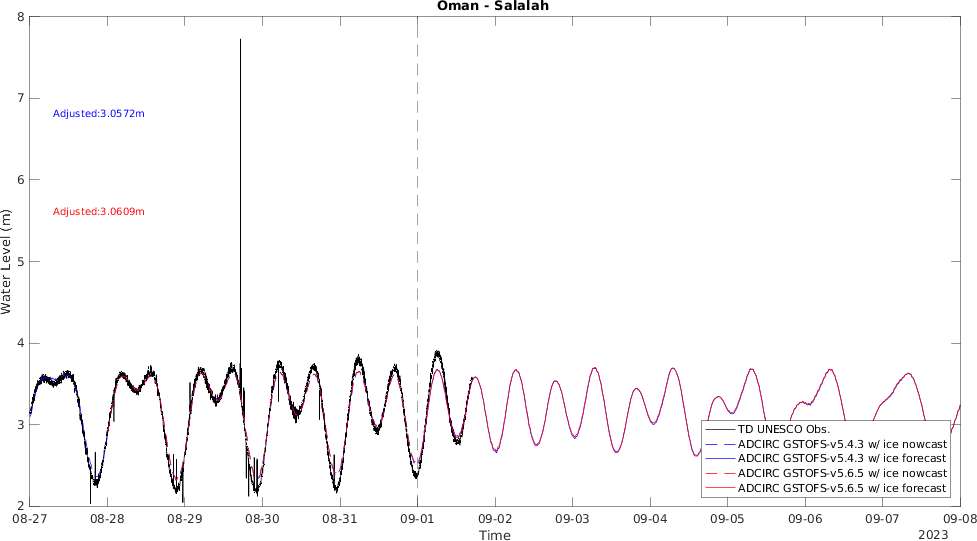 Oman - Salalah
8
7
6
5
4
3
2
Water Level (m)
Adjusted:3.0572m
Adjusted:3.0609m
TD UNESCO Obs.
ADCIRC GSTOFS-v5.4.3 w/ ice nowcast
ADCIRC GSTOFS-v5.4.3 w/ ice forecast
ADCIRC GSTOFS-v5.6.5 w/ ice nowcast
ADCIRC GSTOFS-v5.6.5 w/ ice forecast
08-27 08-28 08-29 08-30 08-31 09-01 09-02 09-03 09-04 09-05 09-06 09-07 09-08
Time
2023